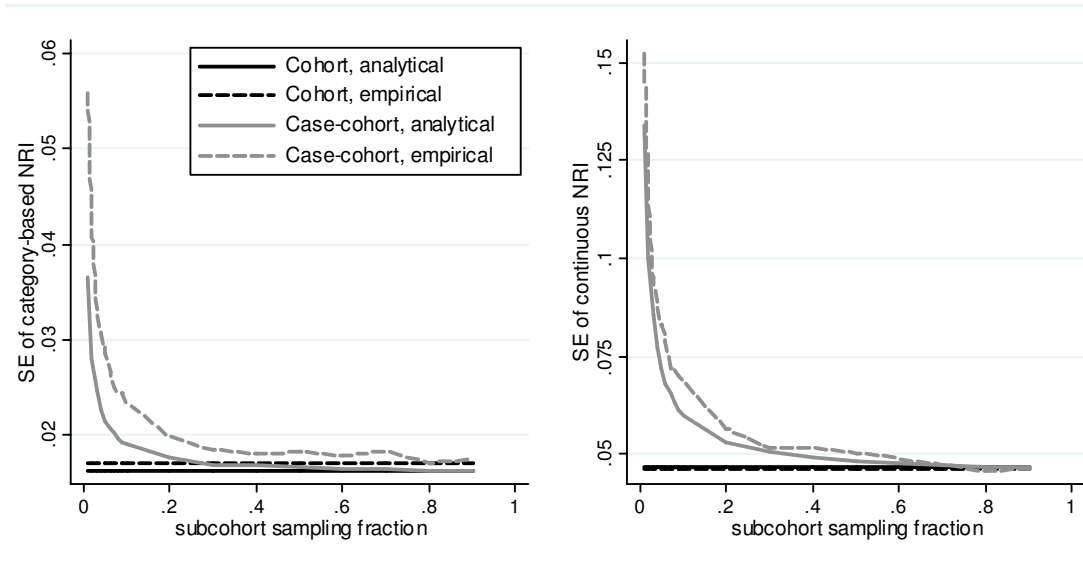 SE of category-based NRI
.06
.05
.04
.03
.02
Cohort, analytical
Cohort, empirical
Case-cohort, analytical
Case-cohort, empirical
0 .2 .4 .6 .8 1
subcohort sampling fraction
SE of continuous NRI
.15
.125
.1
.075
.05
0 .2 .4 .6 .8 1
subcohort sampling fraction